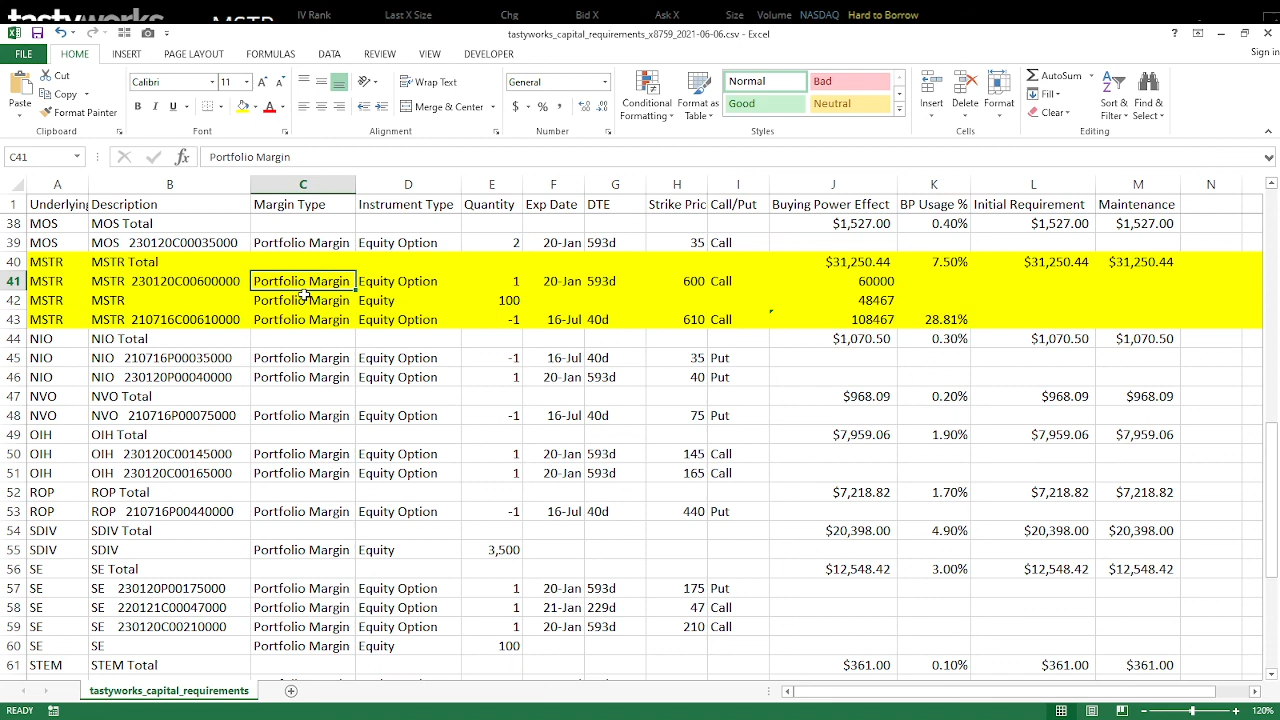 tastyworks MSTR IV Rank Last X Size Chg Bid X Ask X Size Volume NASDAQ Hard to Borrow
tastyworks_capital_requirements_x8759_2021-06-06.csv - Excel
FILE HOME INSERT PAGE LAYOUT FORMULAS DATA REVIEW VIEW DEVELOPER Sign in
Paste Cut Copy Format Painter
Calibri 11 Wrap Text General Normal Bad
Merge & Center Good Neutral
Conditional Formatting Format as Table Insert Delete Format AutoSum Fill Clear Sort & Filter Find & Select
Clipboard Font Alignment Number Styles Cells Editing
C41 Portfolio Margin
A B C D E F G H I J K L M N
1 Underlying Description Margin Type Instrument Type Quantity Exp Date DTE Strike Pric Call/Put Buying Power Effect BP Usage % Initial Requirement Maintenance
38 MOS MOS Total $1,527.00 0.40% $1,527.00 $1,527.00
39 MOS MOS 230120C00035000 Portfolio Margin Equity Option 2 20-Jan 593d 35 Call
40 MSTR MSTR Total $31,250.44 7.50% $31,250.44 $31,250.44
41 MSTR MSTR 230120C00600000 Portfolio Margin Equity Option 1 20-Jan 593d 600 Call 60000
42 MSTR MSTR Portfolio Margin Equity 100 48467
43 MSTR MSTR 210716C00610000 Portfolio Margin Equity Option -1 16-Jul 40d 610 Call 108467 28.81%
44 NIO NIO Total $1,070.50 0.30% $1,070.50 $1,070.50
45 NIO NIO 210716P00035000 Portfolio Margin Equity Option -1 16-Jul 40d 35 Put
46 NIO NIO 230120P00040000 Portfolio Margin Equity Option 1 20-Jan 593d 40 Put
47 NVO NVO Total $968.09 0.20% $968.09 $968.09
48 NVO NVO 210716P00075000 Portfolio Margin Equity Option -1 16-Jul 40d 75 Put
49 OIH OIH Total $7,959.06 1.90% $7,959.06 $7,959.06
50 OIH OIH 230120C00145000 Portfolio Margin Equity Option 1 20-Jan 593d 145 Call
51 OIH OIH 230120C00165000 Portfolio Margin Equity Option 1 20-Jan 593d 165 Call
52 ROP ROP Total $7,218.82 1.70% $7,218.82 $7,218.82
53 ROP ROP 210716P00440000 Portfolio Margin Equity Option -1 16-Jul 40d 440 Put
54 SDIV SDIV Total $20,398.00 4.90% $20,398.00 $20,398.00
55 SDIV SDIV Portfolio Margin Equity 3,500
56 SE SE Total $12,548.42 3.00% $12,548.42 $12,548.42
57 SE SE 230120P00175000 Portfolio Margin Equity Option 1 20-Jan 593d 175 Put
58 SE SE 220121C00047000 Portfolio Margin Equity Option 1 21-Jan 229d 47 Call
59 SE SE 230120C00210000 Portfolio Margin Equity Option 1 20-Jan 593d 210 Call
60 SE SE Portfolio Margin Equity 100
61 STEM STEM Total $361.00 0.10% $361.00 $361.00
tastyworks_capital_requirements
READY 120%